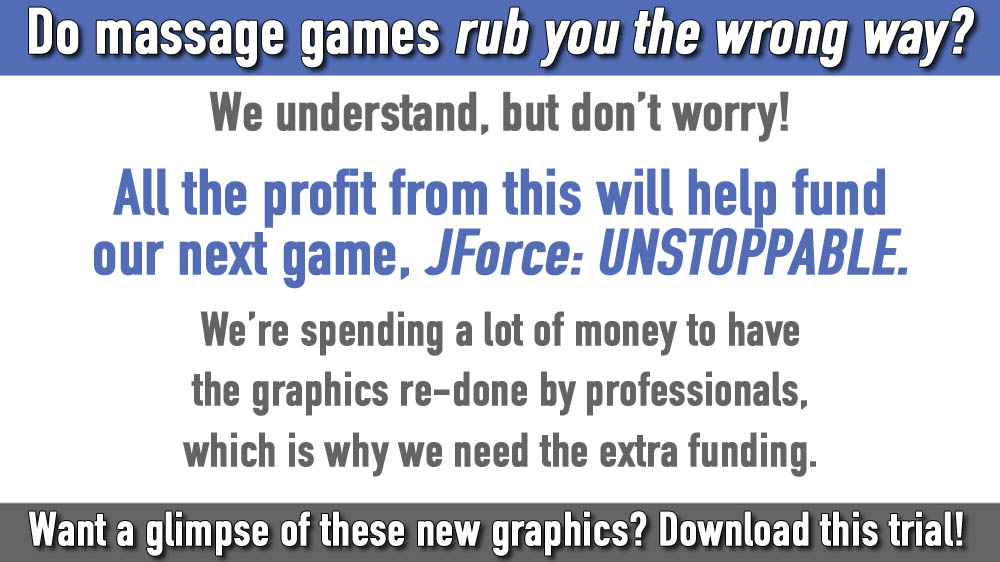 Do massage games rub you the wrong way?
We understand, but don't worry!
All the profit from this will help fund
our next game, JForce: UNSTOPPABLE.
We're spending a lot of money to have
the graphics re-done by professionals,
which is why we need the extra funding.
Want a glimpse of these new graphics? Download this trial!